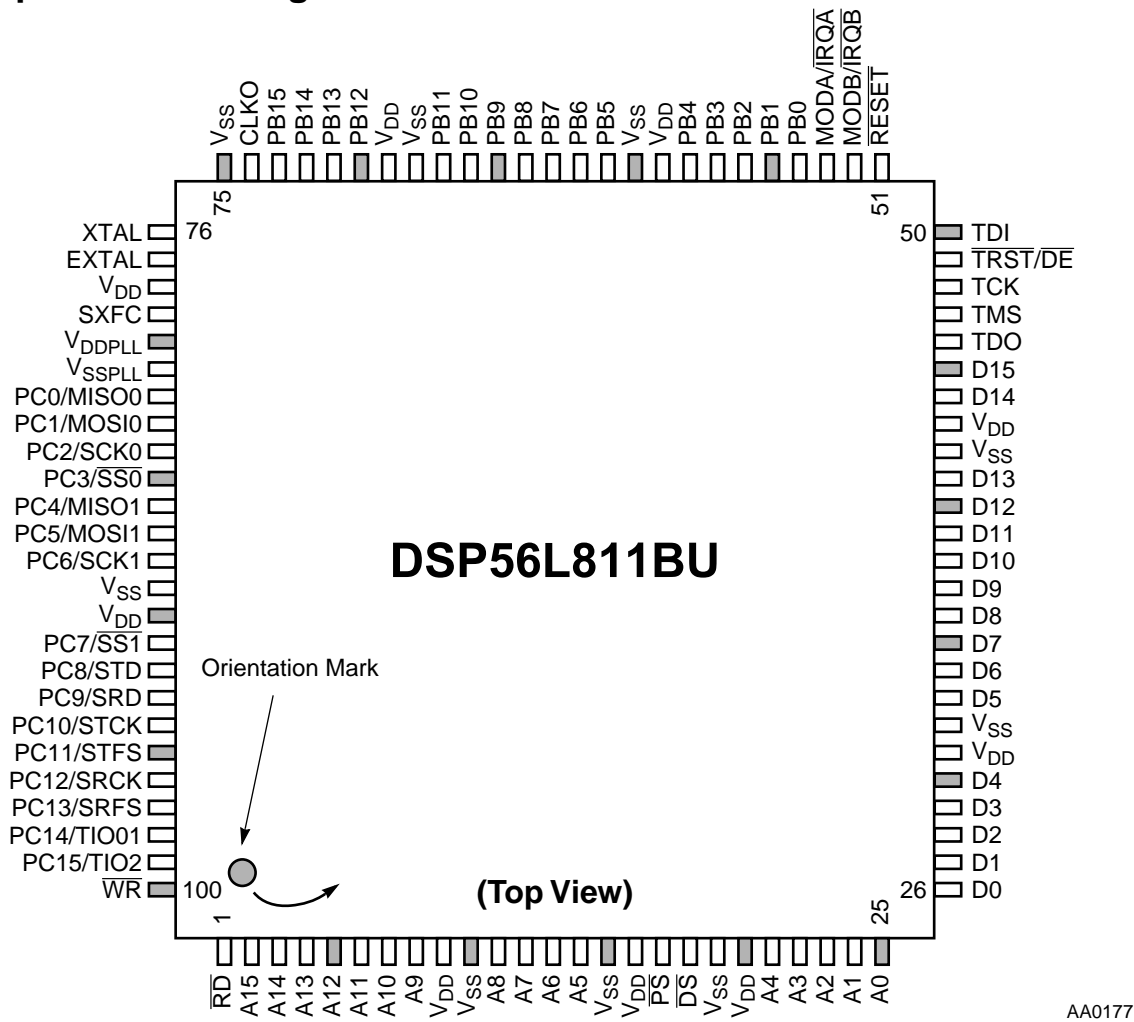 VSS
CLKO
PB15
PB14
PB13
PB12
VDD
VSS
PB11
PB10
PB9
PB8
PB7
PB6
PB5
VSS
VDD
PB4
PB3
PB2
PB1
PB0
MODA/IRQA
MODB/IRQB
RESET
75
51
76
50
XTAL
EXTAL
VDD
SXFC
VDDPLL
VSSPLL
PC0/MISO0
PC1/MOSI0
PC2/SCK0
PC3/SS0
PC4/MISO1
PC5/MOSI1
PC6/SCK1
VSS
VDD
PC7/SS1
PC8/STD
PC9/SRD
PC10/STCK
PC11/STFS
PC12/SRCK
PC13/SRFS
PC14/TIO01
PC15/TIO2
WR
TDI
TRST/DE
TCK
TMS
TDO
D15
D14
VDD
VSS
D13
D12
D11
D10
D9
D8
D7
D6
D5
VSS
VDD
D4
D3
D2
D1
D0
DSP56L811BU
Orientation Mark
(Top View)
100
26
1
25
RD
A15
A14
A13
A12
A11
A10
A9
VDD
VSS
A8
A7
A6
A5
VSS
VDD
PS
DS
VSS
VDD
A4
A3
A2
A1
A0
AA0177